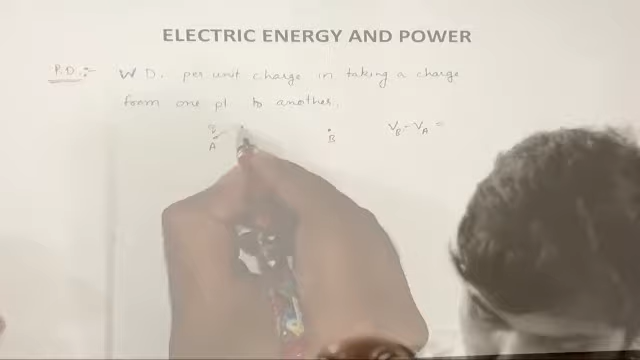 ELECTRIC ENERGY AND POWER
P.D.:- W D. per unit charge in taking a charge
from one pt to another.
A B V_B - V_A =